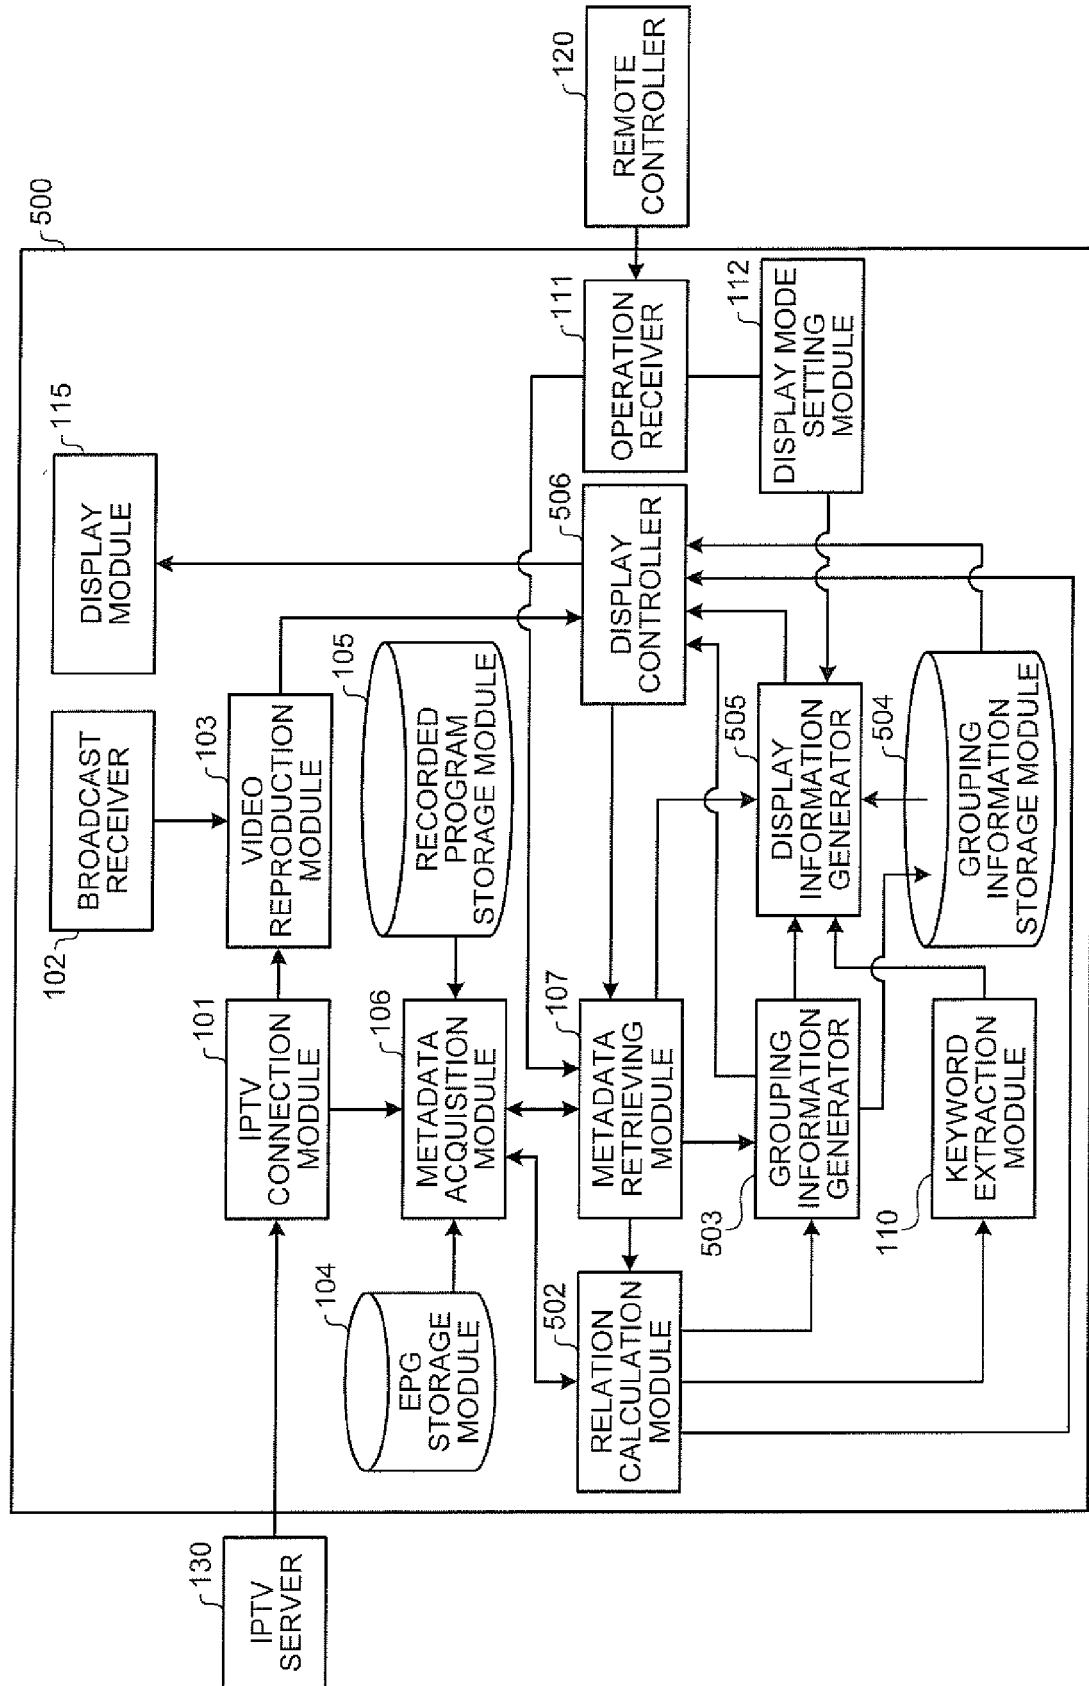 500
130
IPTV
SERVER
101
IPTV
CONNECTION
MODULE
102
BROADCAST
RECEIVER
103
VIDEO
REPRODUCTION
MODULE
115
DISPLAY
MODULE
104
EPG
STORAGE
MODULE
106
METADATA
ACQUISITION
MODULE
105
RECORDED
PROGRAM
STORAGE MODULE
502
RELATION
CALCULATION
MODULE
107
METADATA
RETRIEVING
MODULE
506
DISPLAY
CONTROLLER
111
OPERATION
RECEIVER
120
REMOTE
CONTROLLER
503
GROUPING
INFORMATION
GENERATOR
505
DISPLAY
INFORMATION
GENERATOR
112
DISPLAY MODE
SETTING
MODULE
110
KEYWORD
EXTRACTION
MODULE
504
GROUPING
INFORMATION
STORAGE MODULE